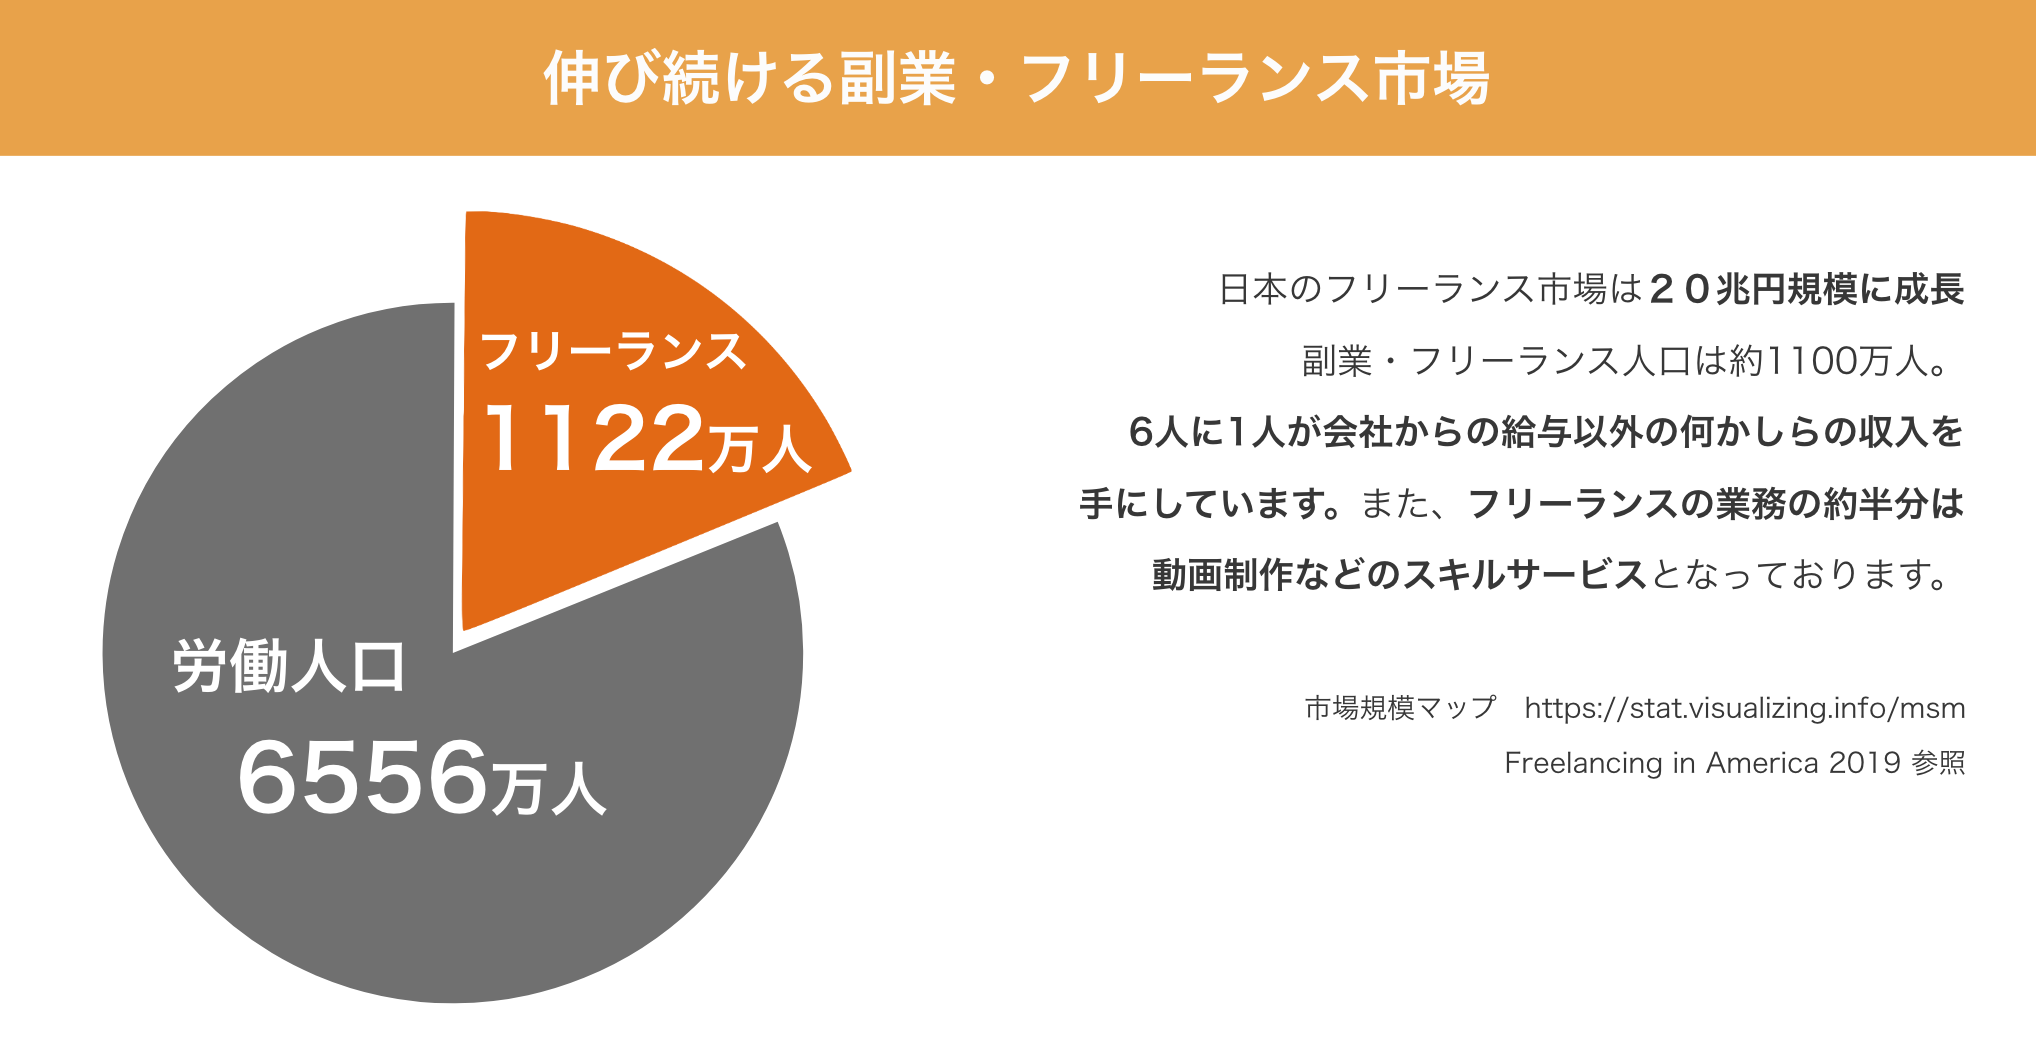 伸び続ける副業・フリーランス市場
フリーランス
1122万人
労働人口
6556万人
日本のフリーランス市場は２０兆円規模に成長
副業・フリーランス人口は約1100万人。
6人に1人が会社からの給与以外の何かしらの収入を
手にしています。また、フリーランスの業務の約半分は
動画制作などのスキルサービスとなっております。
市場規模マップ　https://stat.visualizing.info/msm
Freelancing in America 2019 参照